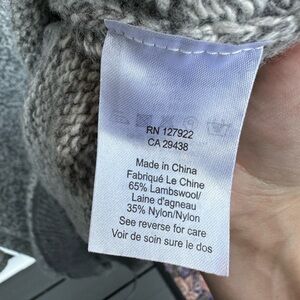 RN 127922
CA 29438
Made in China
Fabriqué Le Chine
65% Lambswool/
Laine d'agneau
35% Nylon/Nylon
See reverse for care
Voir de soin sure le dos